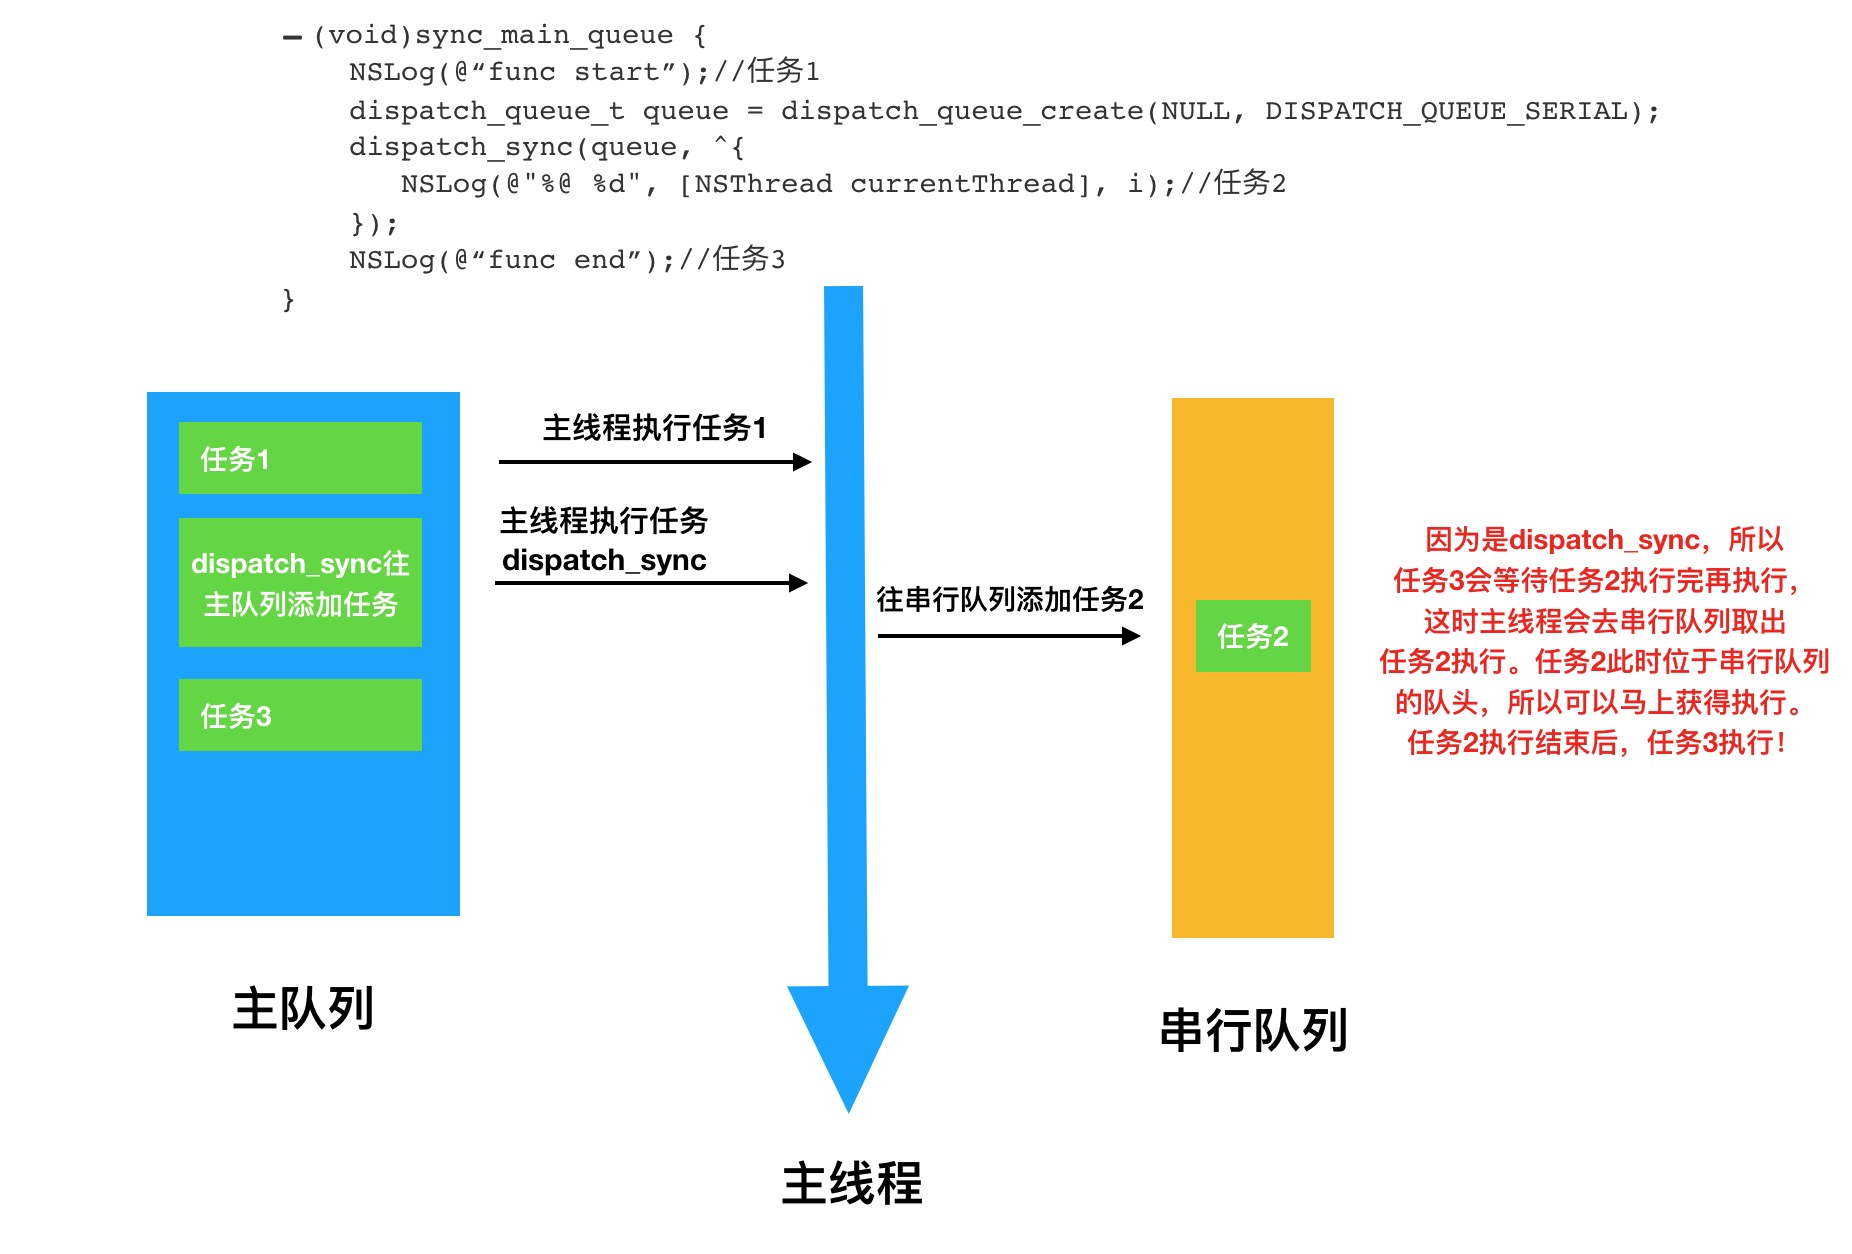 – (void)sync_main_queue {
NSLog(@“func start”);//任务1
dispatch_queue_t queue = dispatch_queue_create(NULL, DISPATCH_QUEUE_SERIAL);
dispatch_sync(queue, ^{
NSLog(@"%@ %d", [NSThread currentThread], i);//任务2
});
NSLog(@“func end”);//任务3
}
任务1
dispatch_sync往
主队列添加任务
任务3
主队列
主线程执行任务1
主线程执行任务
dispatch_sync
往串行队列添加任务2
主线程
任务2
串行队列
因为是dispatch_sync，所以
任务3会等待任务2执行完再执行，
这时主线程会去串行队列取出
任务2执行。任务2此时位于串行队列
的队头，所以可以马上获得执行。
任务2执行结束后，任务3执行！